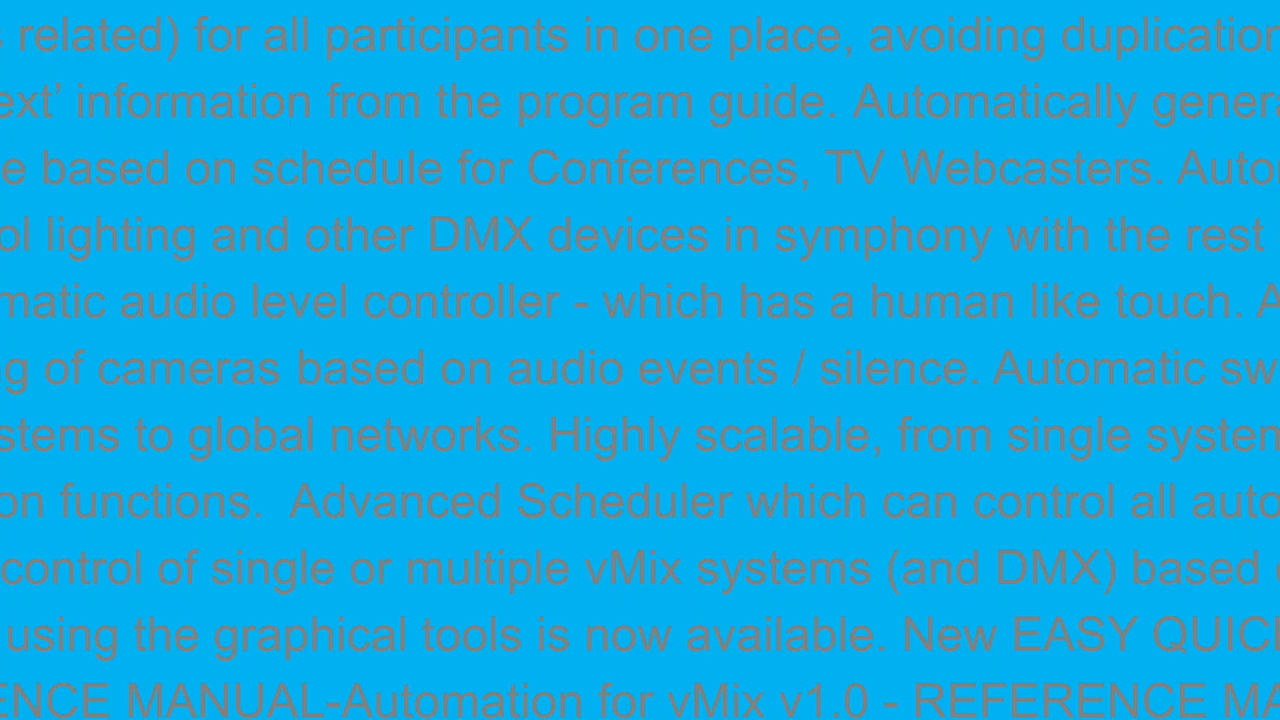 related) for all participants in one place, avoiding duplication
ext’ information from the program guide. Automatically gener
e based on schedule for Conferences, TV Webcasters. Auto
ol lighting and other DMX devices in symphony with the rest
matic audio level controller - which has a human like touch. A
g of cameras based on audio events / silence. Automatic sw
stems to global networks. Highly scalable, from single system
on functions.  Advanced Scheduler which can control all auto
control of single or multiple vMix systems (and DMX) based
using the graphical tools is now available. New EASY QUIC
ENCE MANUAL-Automation for vMix v1.0 - REFERENCE MA